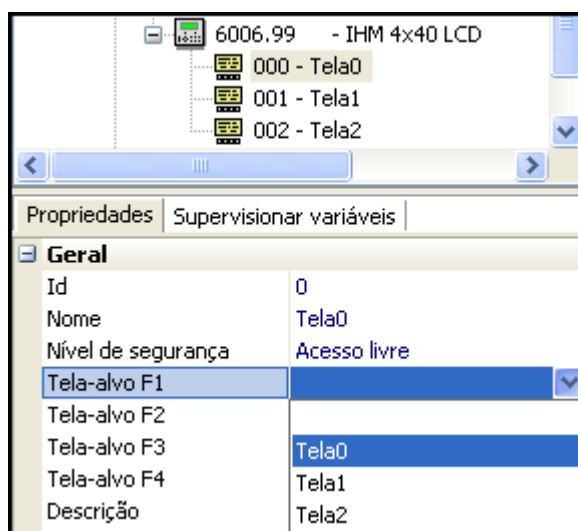 6006.99 - IHM 4x40 LCD
000 - Tela0
001 - Tela1
002 - Tela2
Propriedades Supervisionar variáveis
Geral
Id 0
Nome Tela0
Nível de segurança Acesso livre
Tela-alvo F1
Tela-alvo F2
Tela-alvo F3 Tela0
Tela-alvo F4 Tela1
Descrição Tela2